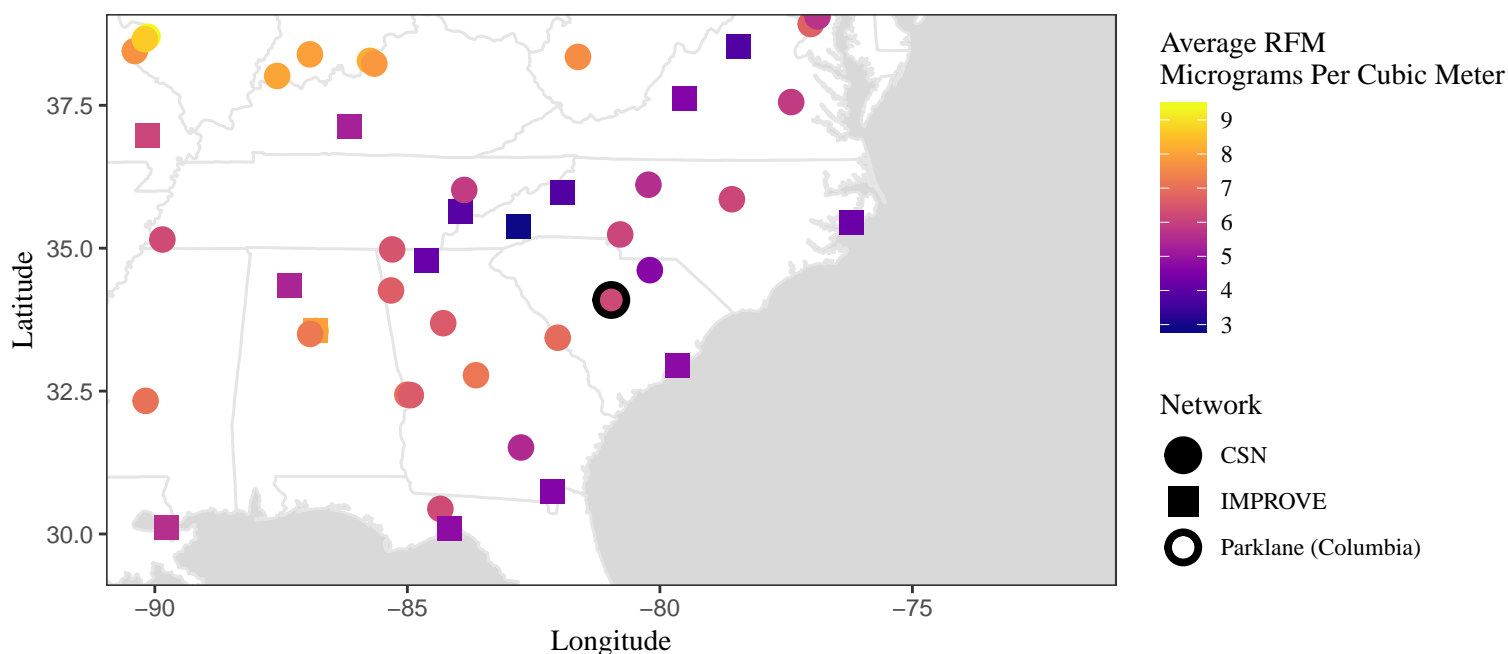 37.5
35.0
32.5
30.0
Latitude
−90
−85
−80
−75
Longitude
Average RFM
Micrograms Per Cubic Meter
9
8
7
6
5
4
3
Network
CSN
IMPROVE
Parklane (Columbia)